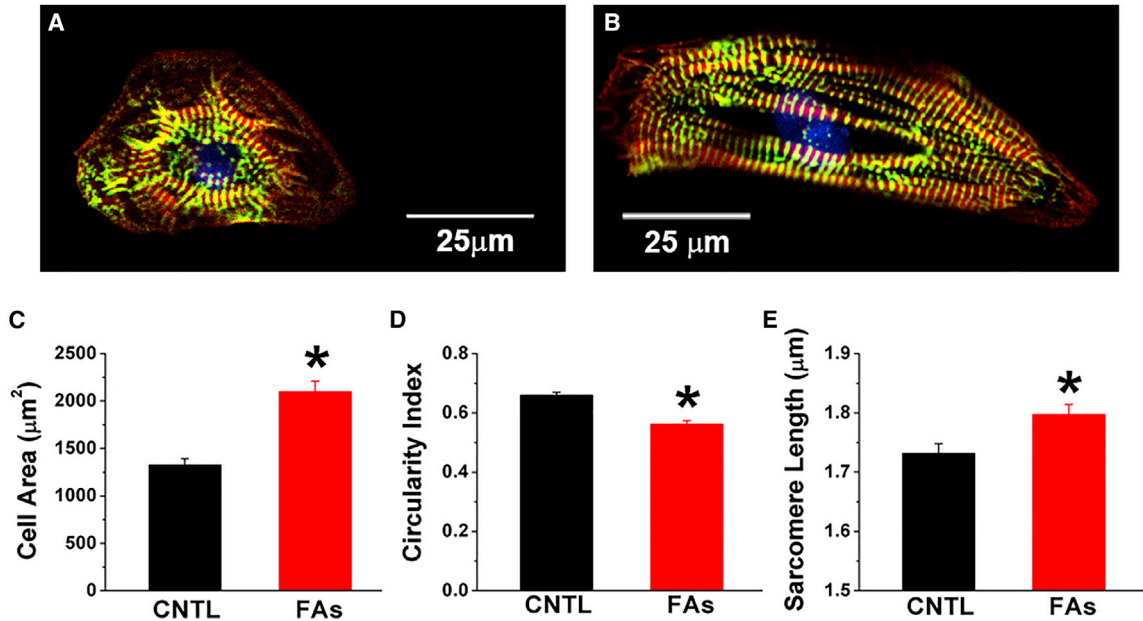 A
B
25μm
25 μm
C
D
E
Cell Area (μm²)
2500
2000
1500
1000
500
0
CNTL
FAs
*
Circularity Index
0.8
0.6
0.4
0.2
0.0
CNTL
FAs
*
Sarcomere Length (μm)
1.9
1.8
1.7
1.6
1.5
CNTL
FAs
*